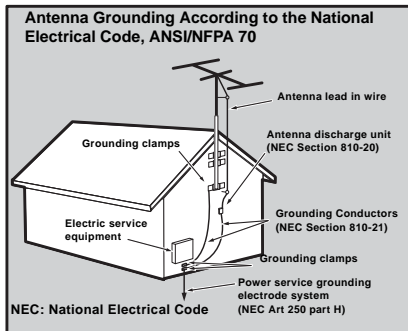 Antenna Grounding According to the National
Electrical Code, ANSI/NFPA 70
Antenna lead in wire
Grounding clamps
Antenna discharge unit
(NEC Section 810-20)
Electric service
equipment
Grounding Conductors
(NEC Section 810-21)
Grounding clamps
Power service grounding
electrode system
(NEC Art 250 part H)
NEC: National Electrical Code